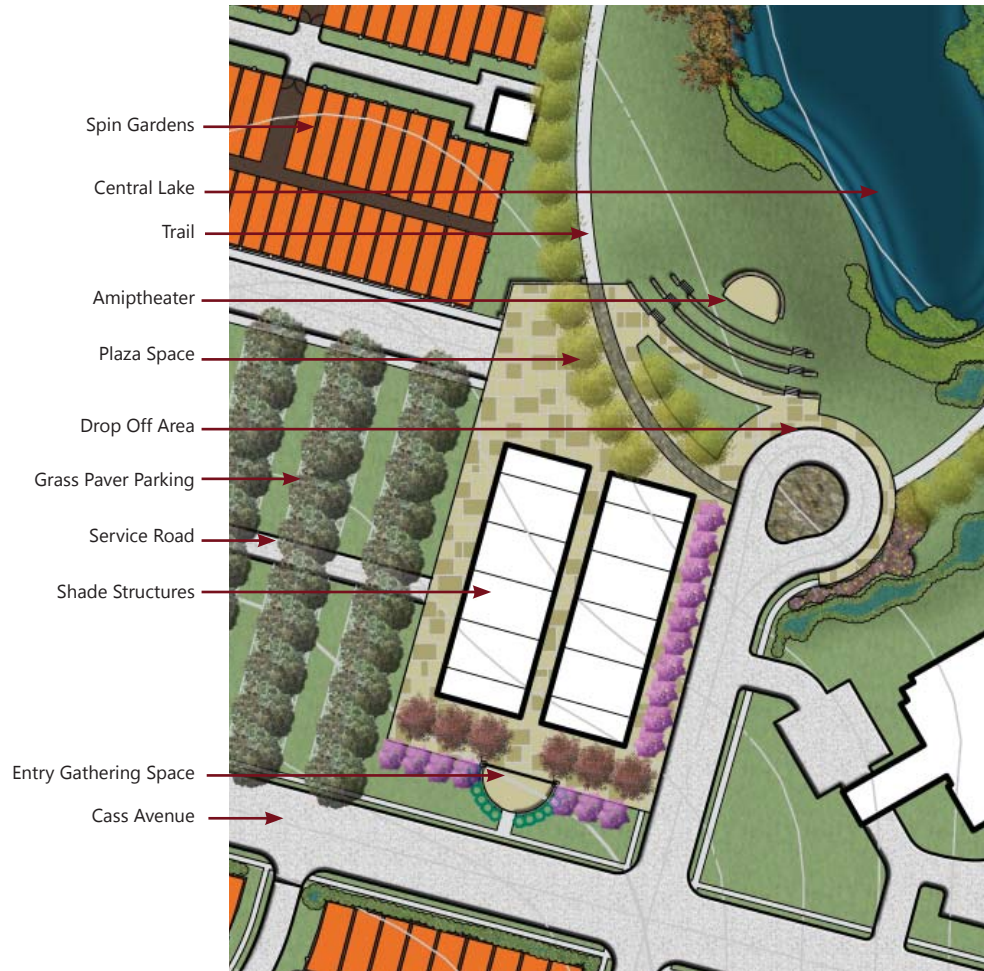 Spin Gardens
Central Lake
Trail
Amiptheater
Plaza Space
Drop Off Area
Grass Paver Parking
Service Road
Shade Structures
Entry Gathering Space
Cass Avenue